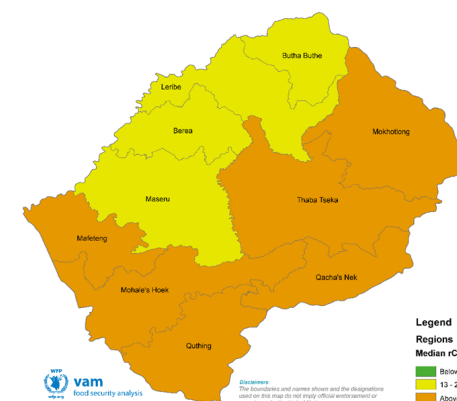 Butha Buthe
Leribe
Berea
Mokhotlong
Maseru
Thaba Tseka
Mafeteng
Qacha's Nek
Mohale's Hoek
Quthing
Legend
Regions
Median rC
Below
13 - 2
Above
WFP
wfp.org
vam
food security analysis
Disclaimers:
The boundaries and names shown and the designations
used on this map do not imply official endorsement or